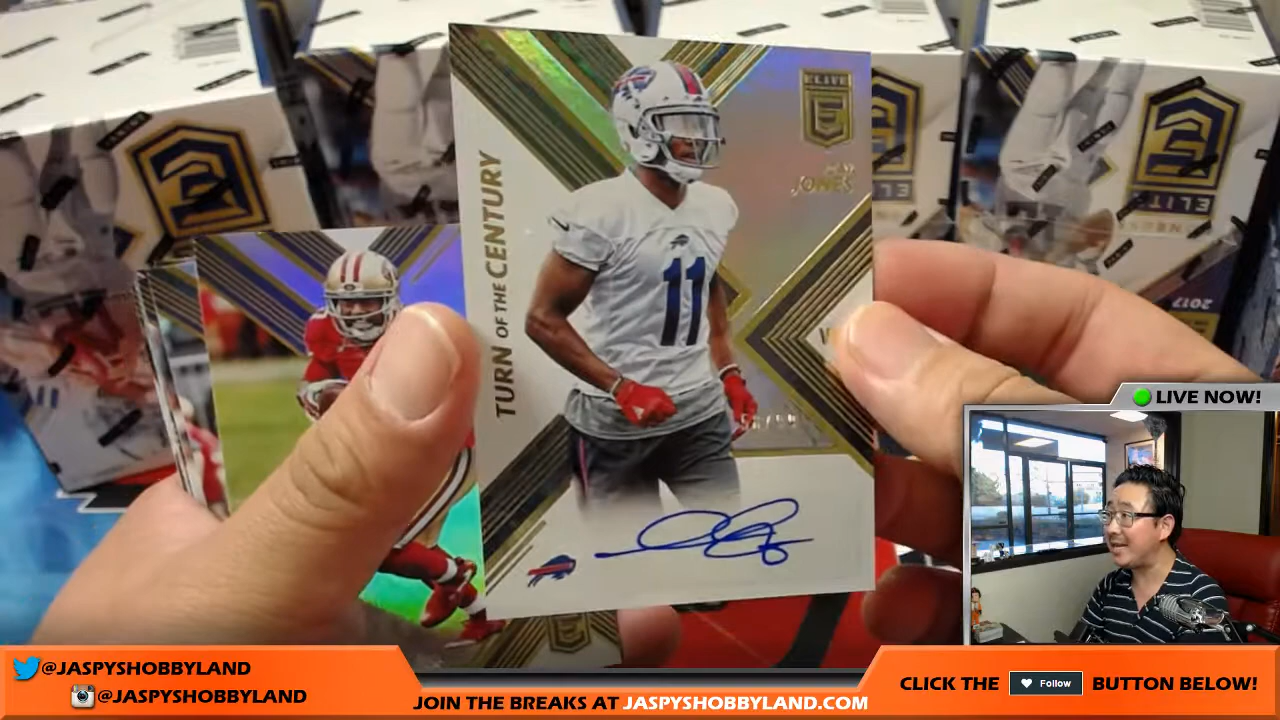 ELITE
JONES
TURN OF THE CENTURY
11
2017
LIVE NOW!
@JASPYSHOBBYLAND
@JASPYSHOBBYLAND
JOIN THE BREAKS AT JASPYSHOBBYLAND.COM
CLICK THE Follow BUTTON BELOW!